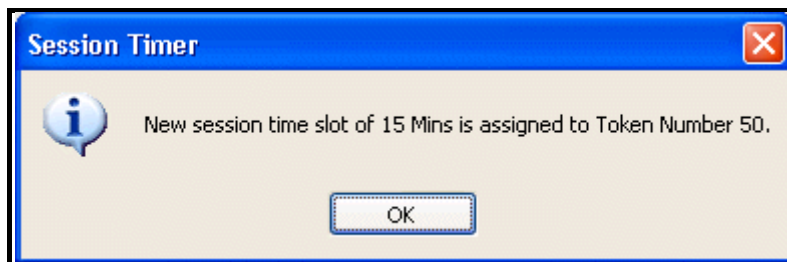 Session Timer
New session time slot of 15 Mins is assigned to Token Number 50.
OK